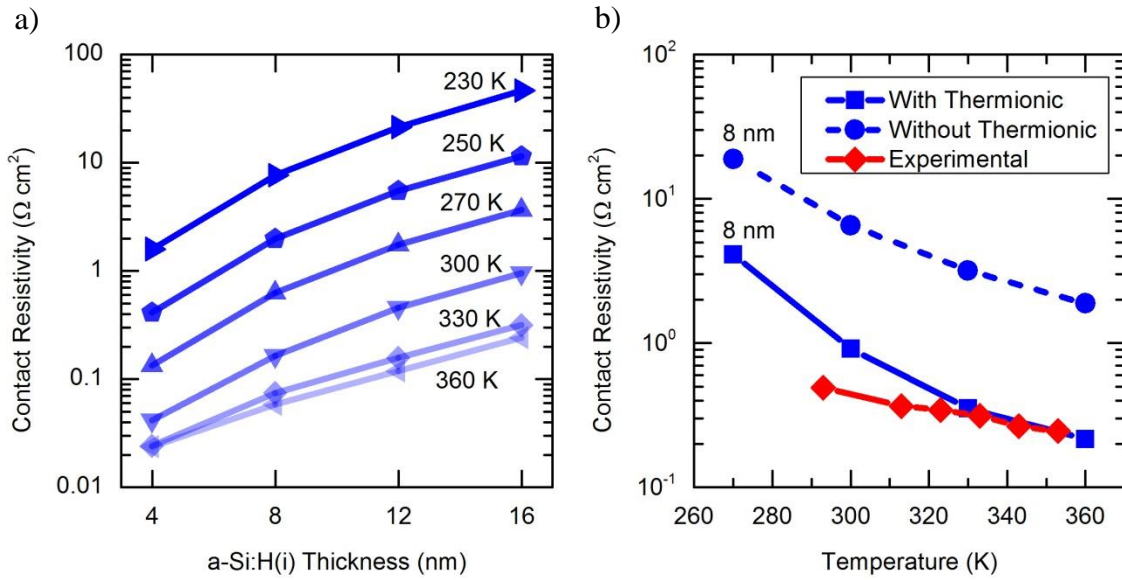 a)
100
10
1
0.1
0.01
Contact Resistivity (Ω cm²)
230 K
250 K
270 K
300 K
330 K
360 K
4
8
12
16
a-Si:H(i) Thickness (nm)
b)
10²
10¹
10⁰
10⁻¹
Contact Resistivity (Ω cm²)
With Thermionic
Without Thermionic
Experimental
8 nm
8 nm
260
280
300
320
340
360
Temperature (K)